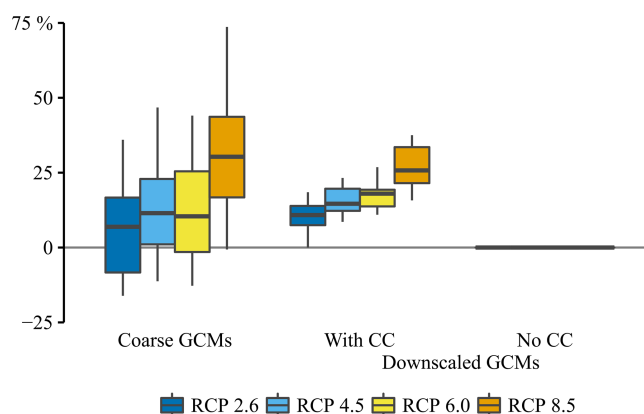 75 %
50
25
0
−25
Coarse GCMs With CC No CC
Downscaled GCMs
RCP 2.6 RCP 4.5 RCP 6.0 RCP 8.5